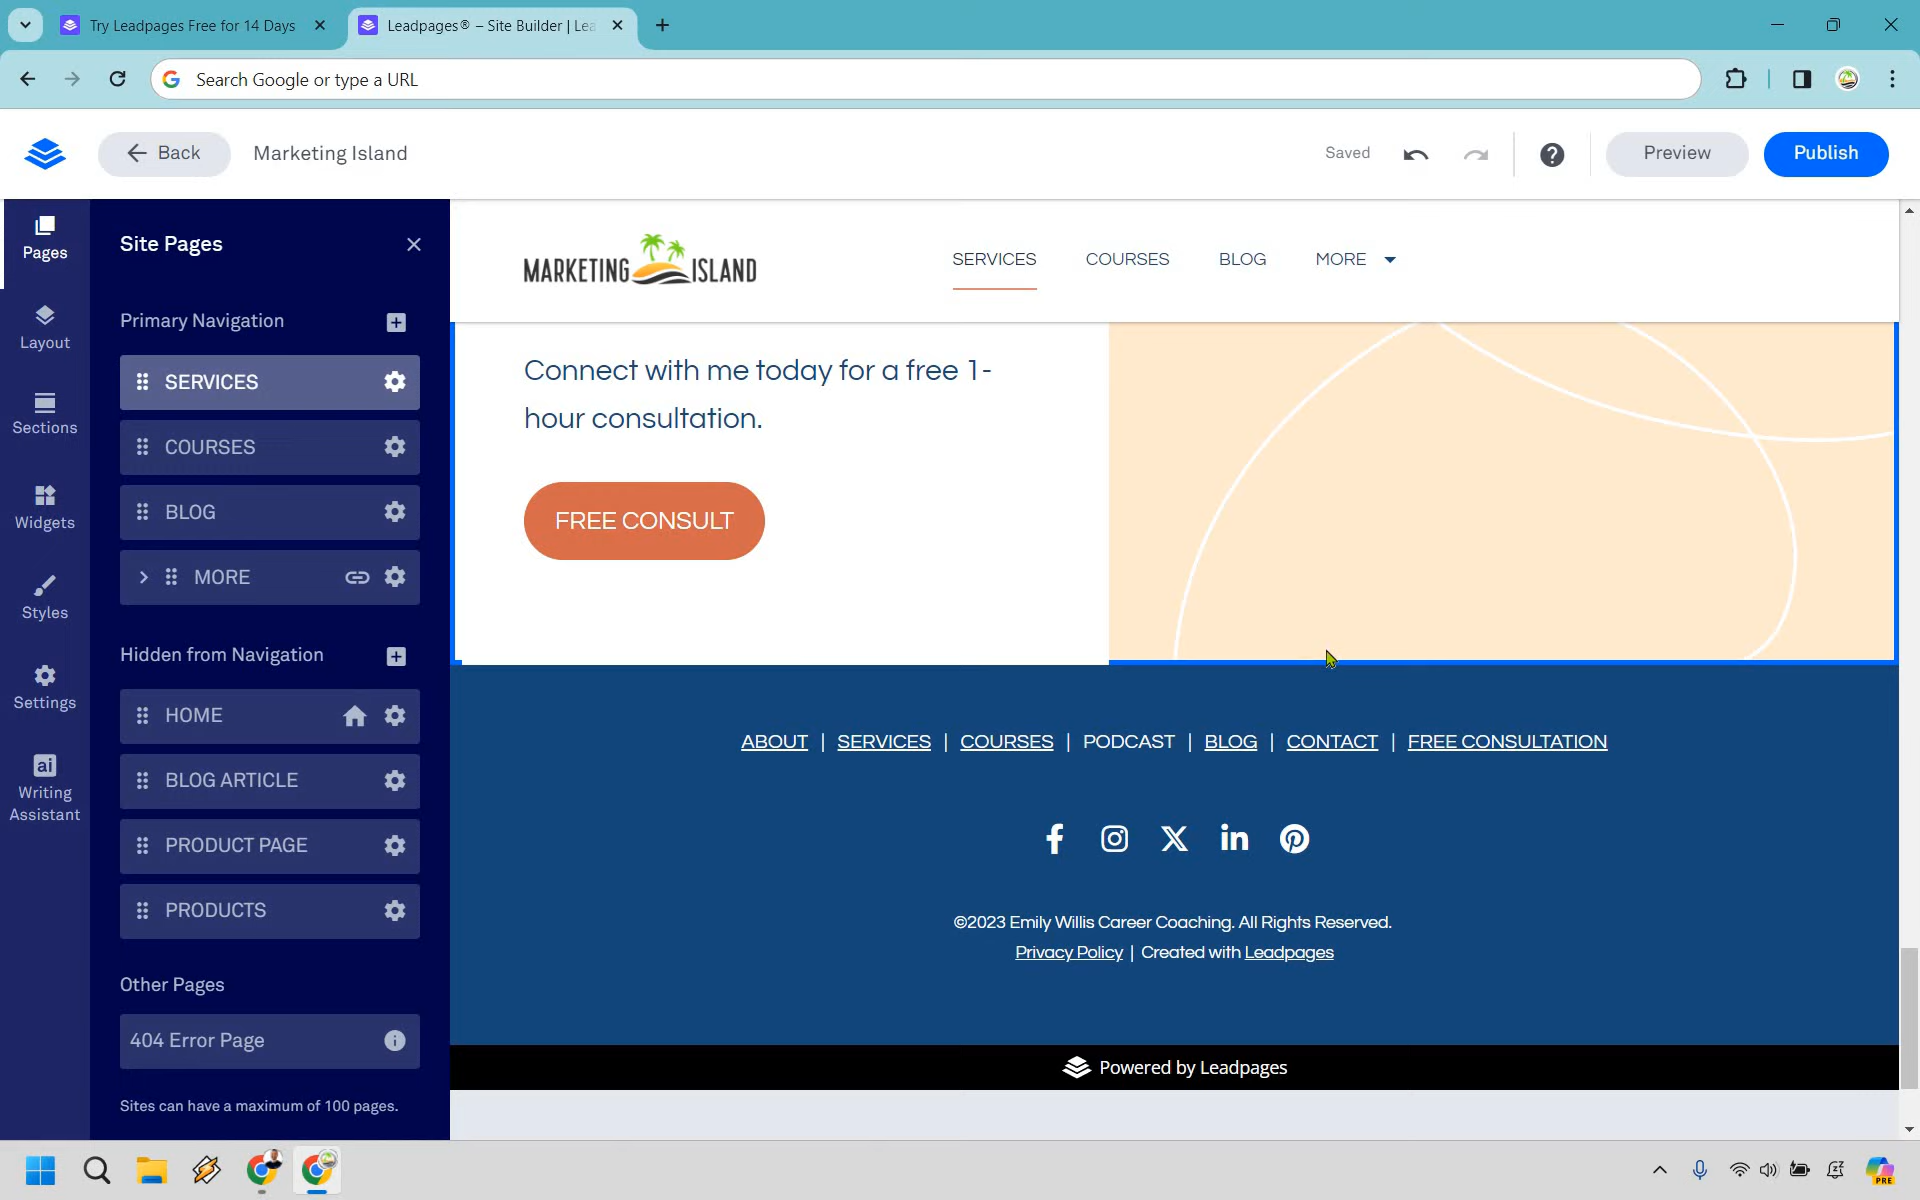 Try Leadpages Free for 14 Days
Leadpages® – Site Builder | Lea
Search Google or type a URL
Back
Marketing Island
Saved
Preview
Publish
Pages
Layout
Sections
Widgets
Styles
Settings
ai
Writing
Assistant
Site Pages
Primary Navigation
SERVICES
COURSES
BLOG
MORE
Hidden from Navigation
HOME
BLOG ARTICLE
PRODUCT PAGE
PRODUCTS
Other Pages
404 Error Page
Sites can have a maximum of 100 pages.
MARKETING ISLAND
SERVICES COURSES BLOG MORE
Connect with me today for a free 1-
hour consultation.
FREE CONSULT
ABOUT | SERVICES | COURSES | PODCAST | BLOG | CONTACT | FREE CONSULTATION
©2023 Emily Willis Career Coaching. All Rights Reserved.
Privacy Policy | Created with Leadpages
Powered by Leadpages
PRE